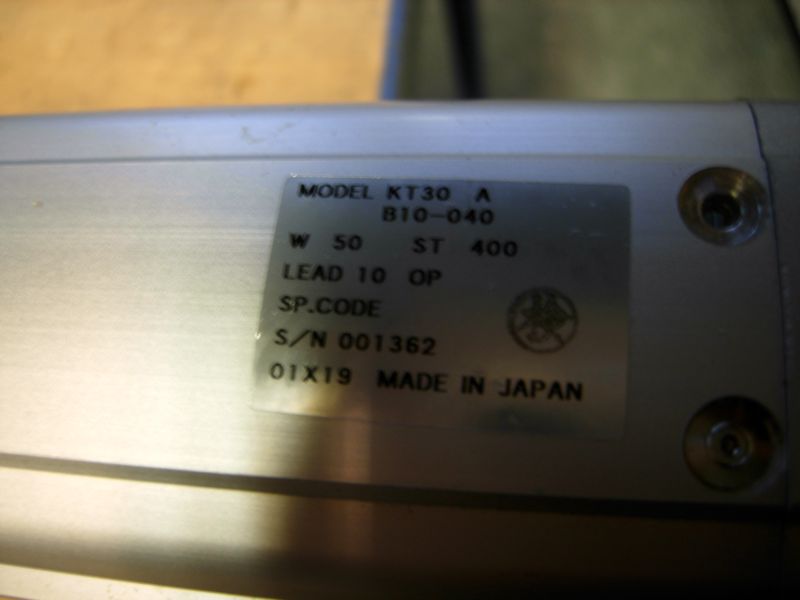 MODEL KT30 A
B10-040
W 50 ST 400
LEAD 10 OP
SP.CODE
S/N 001362
01X19 MADE IN JAPAN